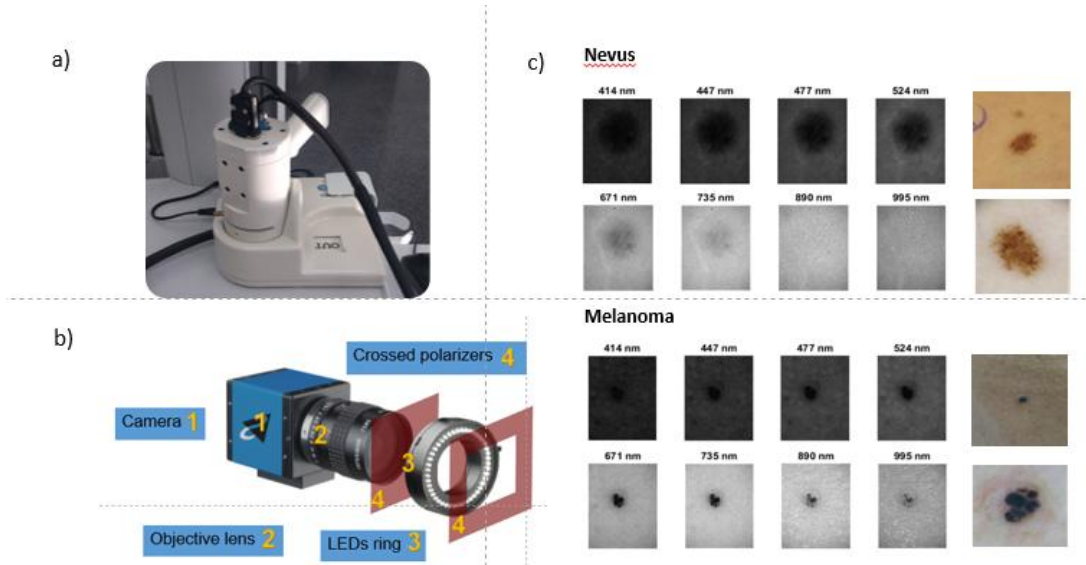 a)
OUT
b)
Crossed polarizers 4
Camera 1
1
2
3
4
4
Objective lens 2
LEDs ring 3
c)
Nevus
414 nm
447 nm
477 nm
524 nm
671 nm
735 nm
890 nm
995 nm
Melanoma
414 nm
447 nm
477 nm
524 nm
671 nm
735 nm
890 nm
995 nm